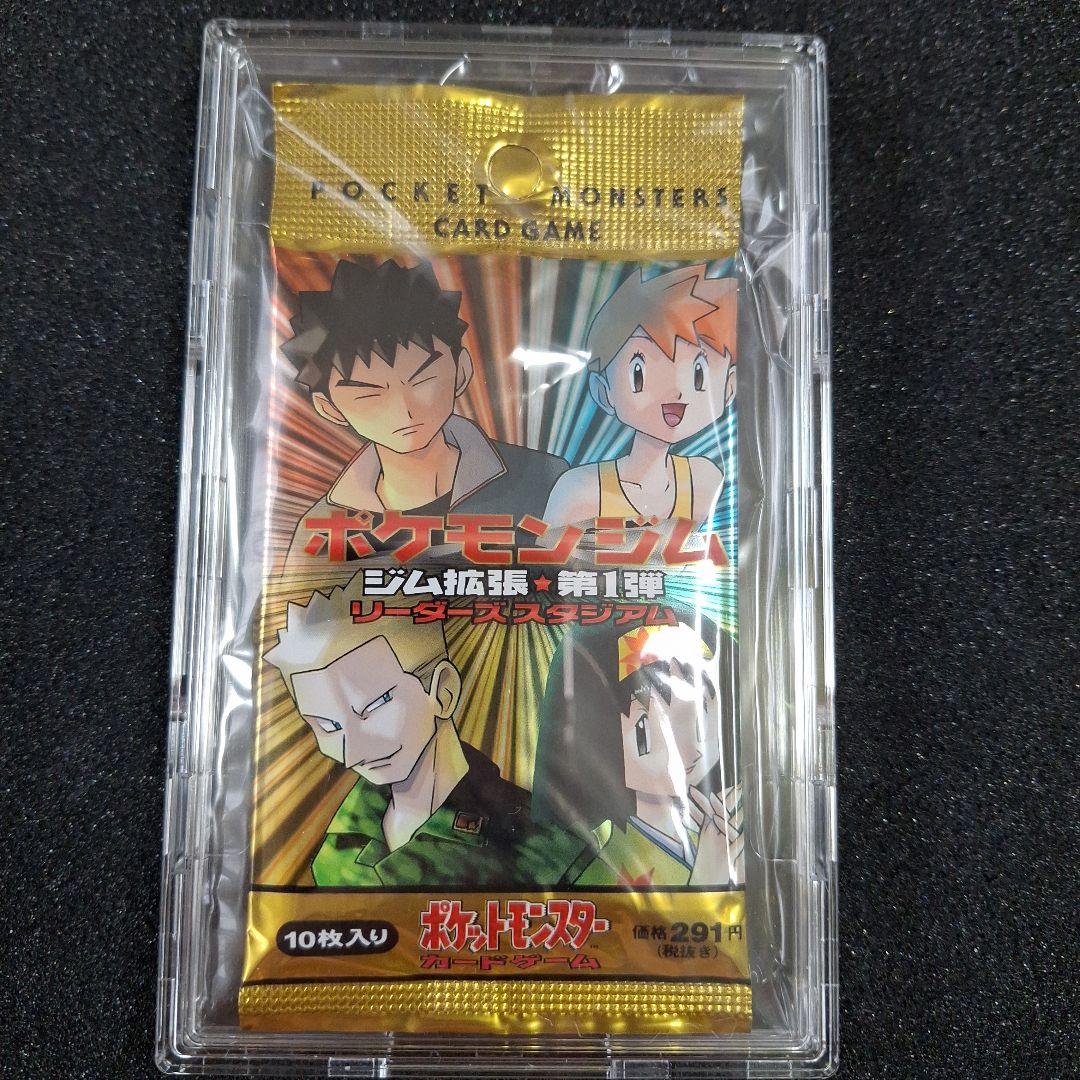 POCKET MONSTERS
CARD GAME
ポケモンジム
ジム拡張★第1弾
リーダーズスタジアム
10枚入り
ポケットモンスター™
カードゲーム
価格291円
(税抜き)